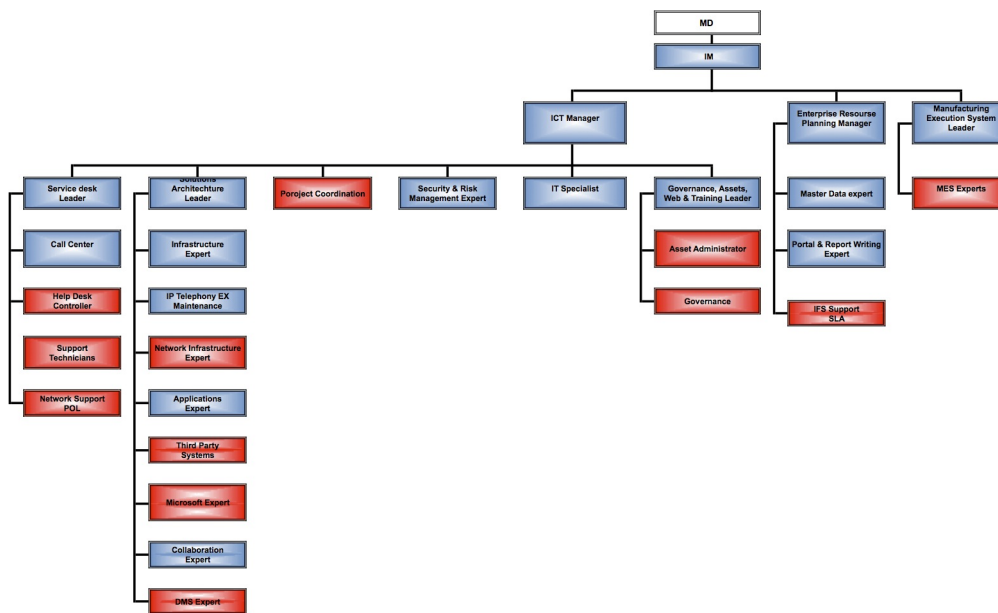 MD
IM
ICT Manager
Enterprise Resourse
Planning Manager
Manufacturing
Execution System
Leader
Service desk
Leader
Solutions
Architechture
Leader
Poroject Coordination
Security & Risk
Management Expert
IT Specialist
Governance, Assets,
Web & Training Leader
Master Data expert
MES Experts
Call Center
Infrastructure
Expert
Asset Administrator
Portal & Report Writing
Expert
Help Desk
Controller
IP Telephony EX
Maintenance
Governance
IFS Support
SLA
Support
Technicians
Network Infrastructure
Expert
Network Support
POL
Applications
Expert
Third Party
Systems
Microsoft Expert
Collaboration
Expert
DMS Expert